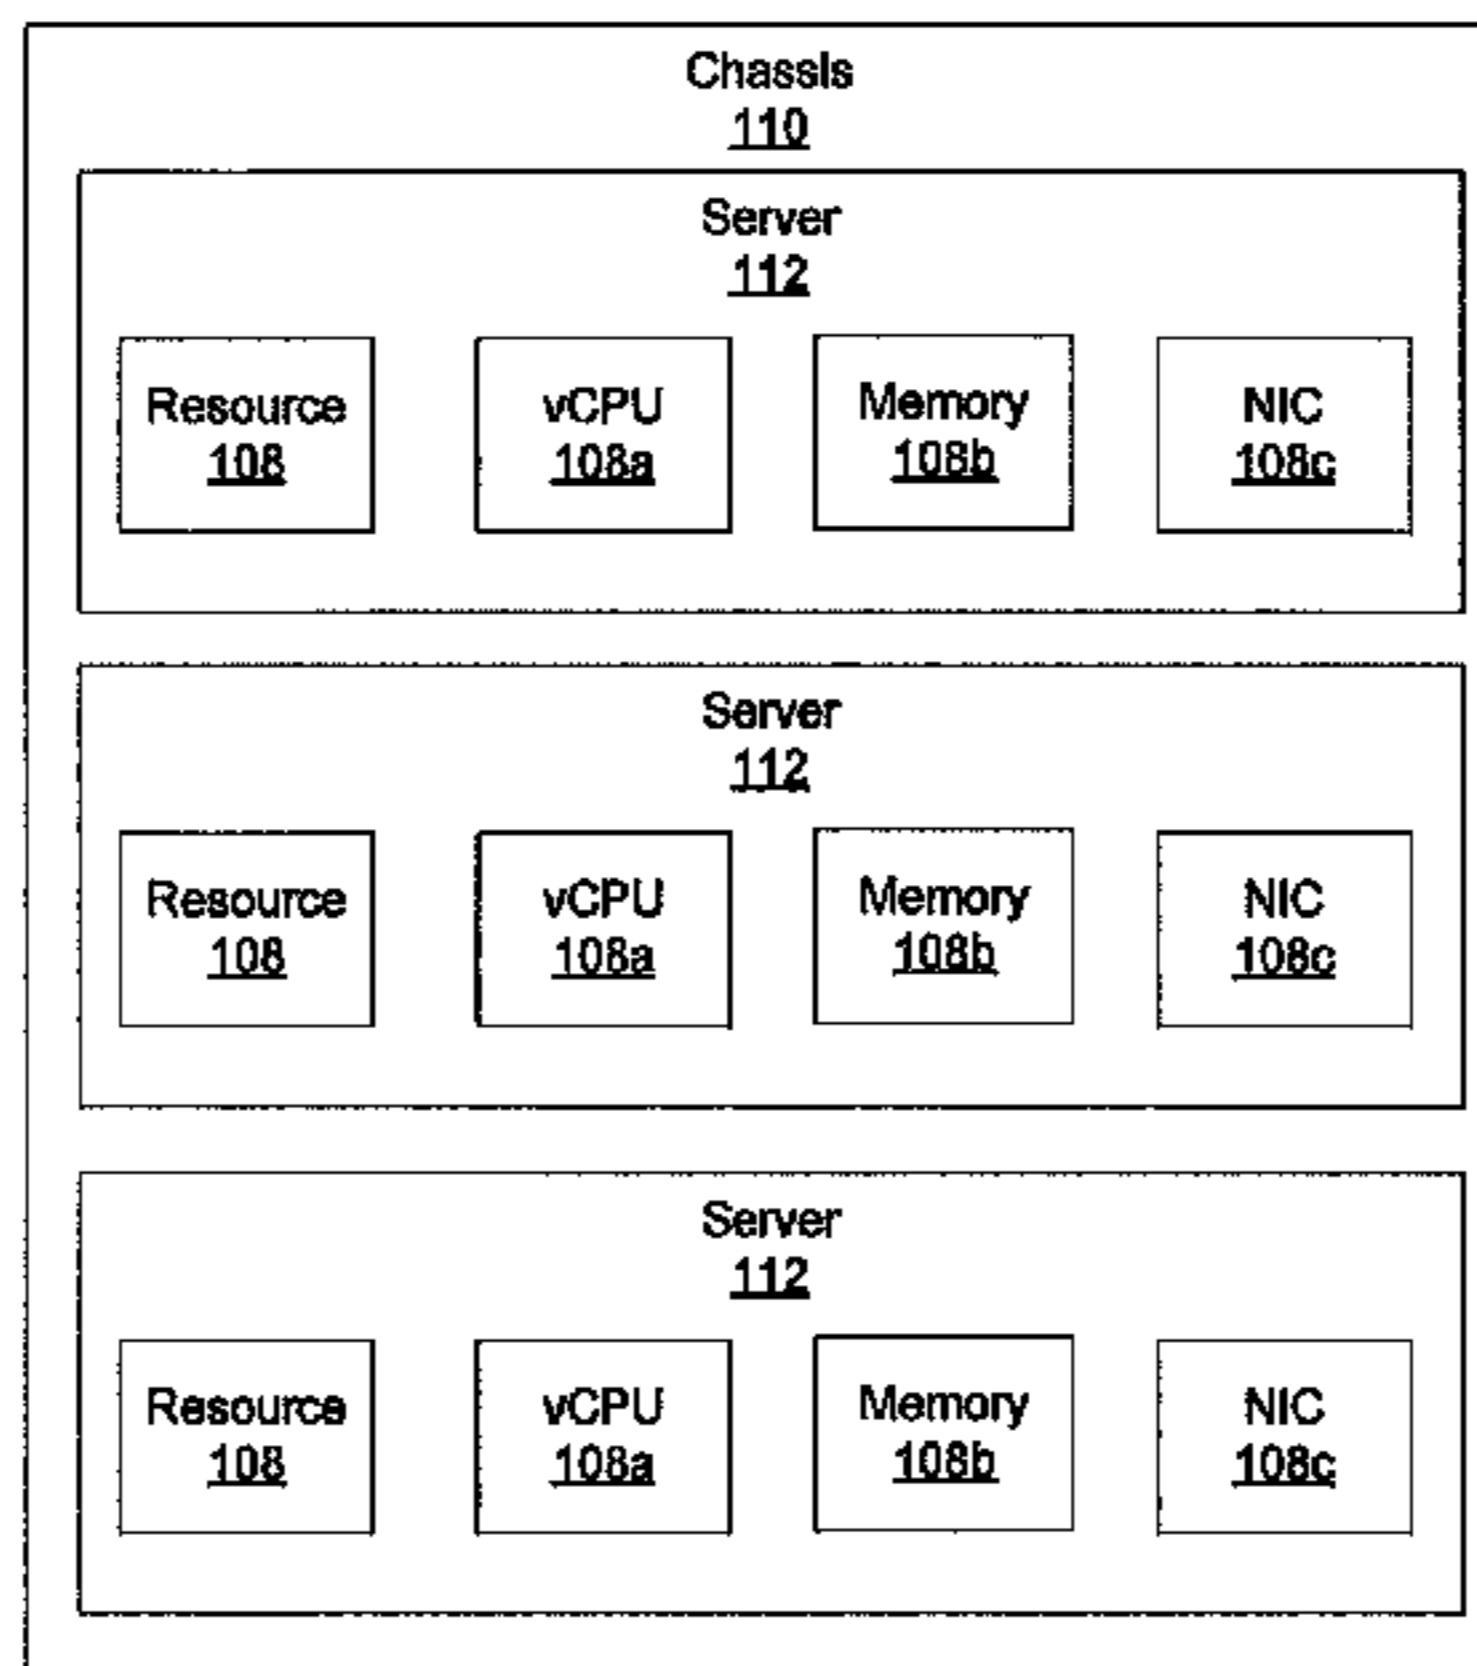 Chassis
110
Server
112
Resource vCPU Memory NIC
108 108a 108b 108c
Server
112
Resource vCPU Memory NIC
108 108a 108b 108c
Server
112
Resource vCPU Memory NIC
108 108a 108b 108c